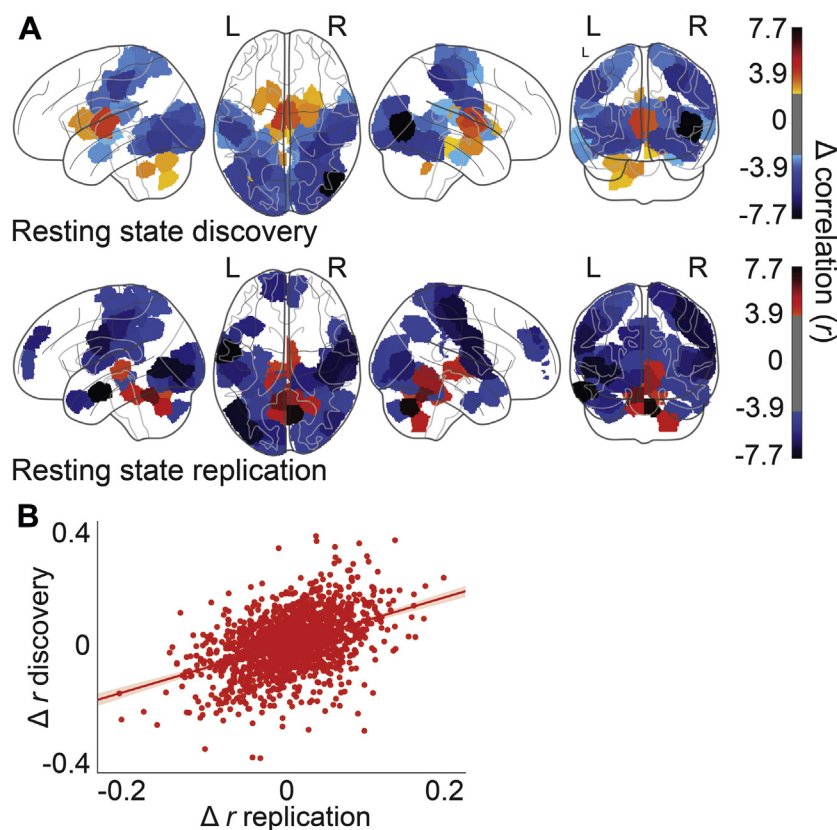 A
L R
L R
L
7.7
3.9
0
-3.9
-7.7
Δ correlation (r)
Resting state discovery
L R
L R
7.7
3.9
0
-3.9
-7.7
Resting state replication
B
0.4
0
-0.4
Δ r discovery
-0.2 0 0.2
Δ r replication